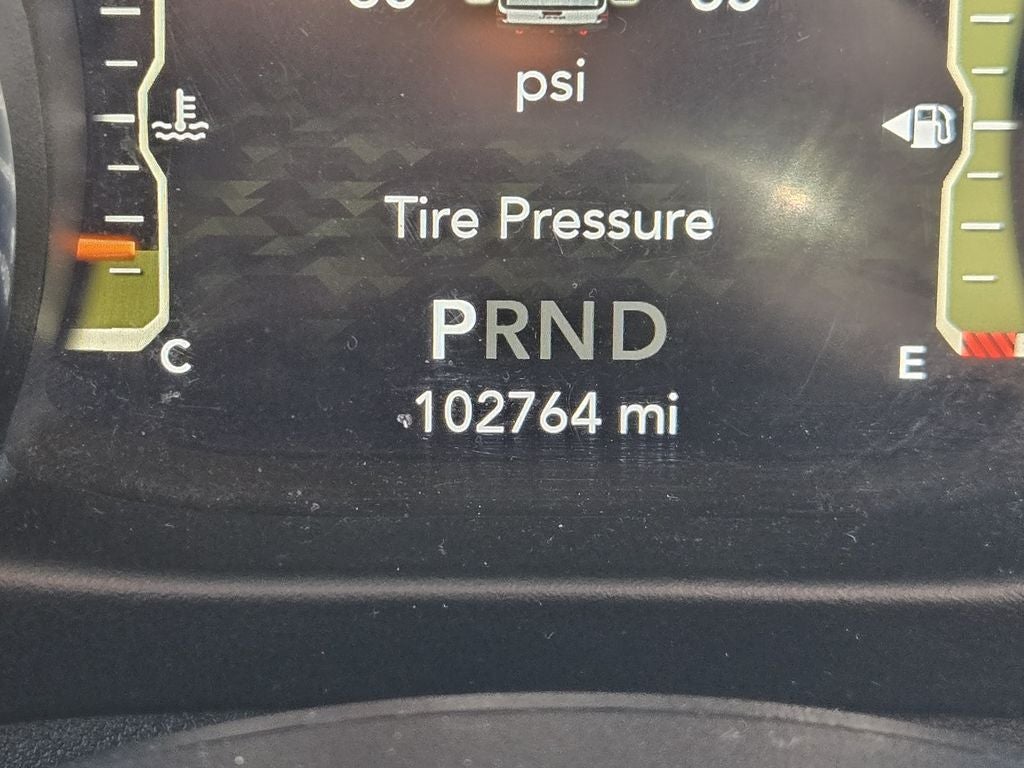 psi
Tire Pressure
PRND
C
E
102764 mi